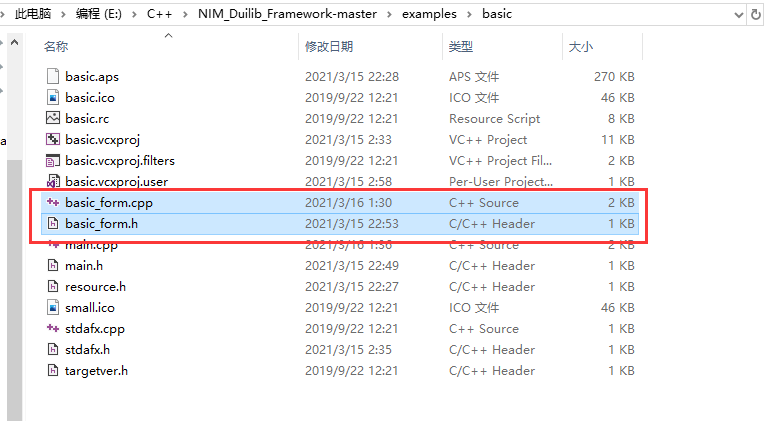 此电脑 > 编程 (E:) > C++ > NIM_Duilib_Framework-master > examples > basic
名称 修改日期 类型 大小
basic.aps 2021/3/15 22:28 APS 文件 270 KB
basic.ico 2019/9/22 12:21 ICO 文件 46 KB
basic.rc 2019/9/22 12:21 Resource Script 8 KB
basic.vcxproj 2021/3/15 2:33 VC++ Project 11 KB
basic.vcxproj.filters 2019/9/22 12:21 VC++ Project Fil... 2 KB
basic.vcxproj.user 2021/3/15 2:58 Per-User Project... 1 KB
basic_form.cpp 2021/3/16 1:30 C++ Source 2 KB
basic_form.h 2021/3/15 22:53 C/C++ Header 1 KB
main.cpp 2021/3/16 1:36 C++ Source 2 KB
a
main.h 2021/3/15 22:49 C/C++ Header 1 KB
resource.h 2021/3/15 22:27 C/C++ Header 1 KB
small.ico 2019/9/22 12:21 ICO 文件 46 KB
stdafx.cpp 2019/9/22 12:21 C++ Source 1 KB
stdafx.h 2021/3/15 2:35 C/C++ Header 1 KB
targetver.h 2019/9/22 12:21 C/C++ Header 1 KB